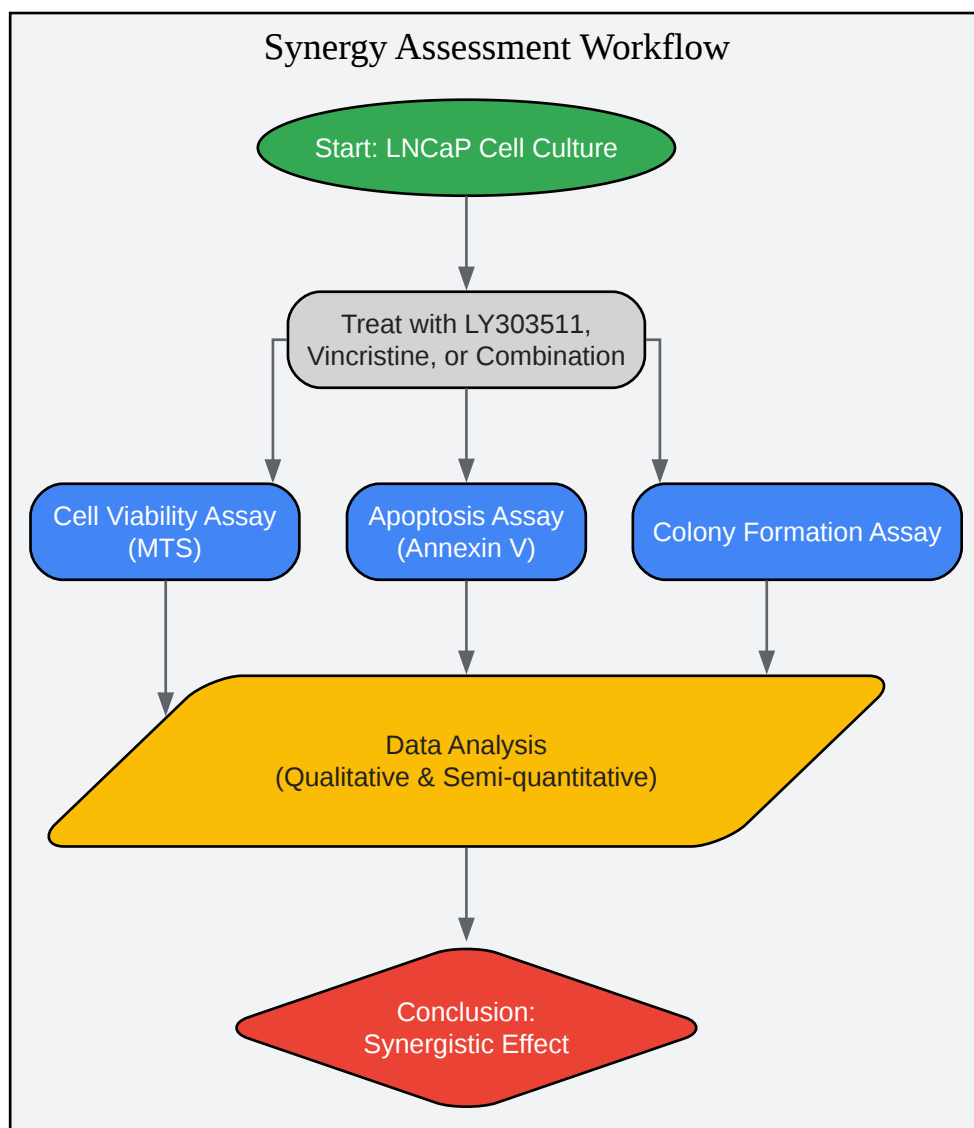 Synergy Assessment Workflow
Start: LNCaP Cell Culture
Treat with LY303511,
Vincristine, or Combination
Cell Viability Assay
(MTS)
Apoptosis Assay
(Annexin V)
Colony Formation Assay
Data Analysis
(Qualitative & Semi-quantitative)
Conclusion:
Synergistic Effect